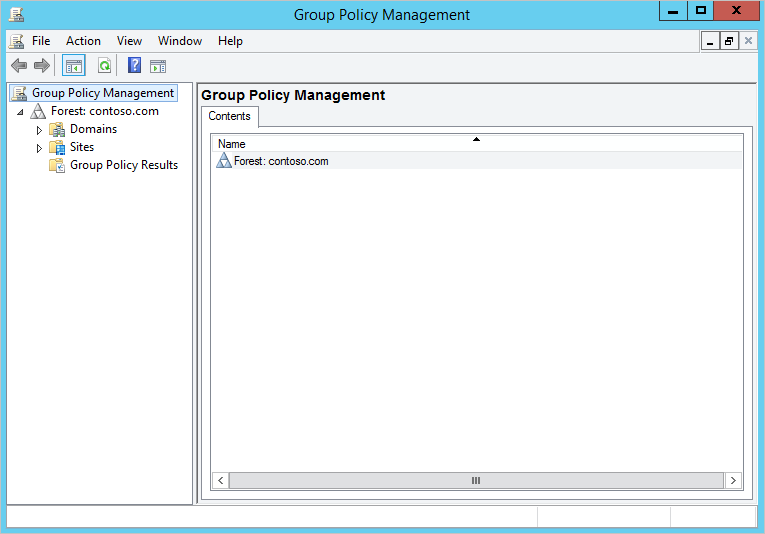 Group Policy Management
File Action View Window Help
Group Policy Management
Forest: contoso.com
Domains
Sites
Group Policy Results
Group Policy Management
Contents
Name
Forest: contoso.com